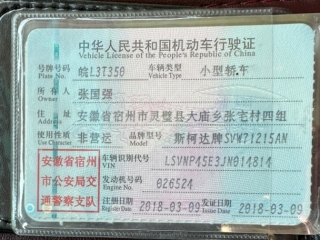 中华人民共和国机动车行驶证
Vehicle License of the People's Republic of China
号牌号码 皖L3T350 车辆类型 小型轿车
Plate No. Vehicle Type
所有人 张国强
Owner
住址 安徽省宿州市灵璧县大庙乡张宅村四组
Address
使用性质 非营运 品牌型号 斯柯达牌SVW71215AN
Use Character Model
安徽省宿州市公安局交通警察支队
车辆识别代号 LSVNP45E3JN014814
VIN
发动机号码 026524
Engine No.
注册日期 2018-03-09 发证日期 2018-03-09
Register Date Issue Date